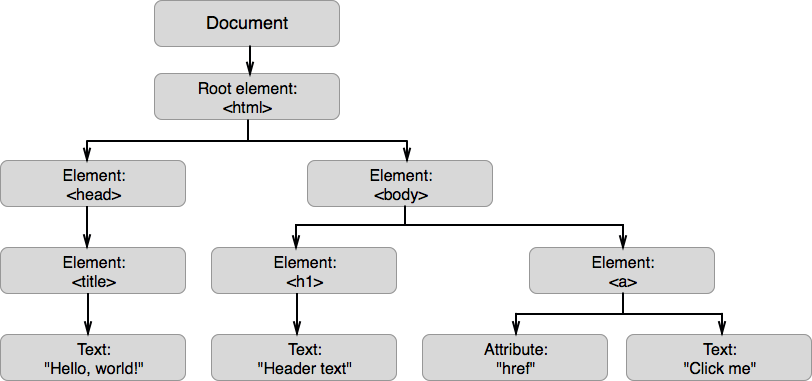 Document
Root element:
<html>
Element:
<head>
Element:
<body>
Element:
<title>
Element:
<h1>
Element:
<a>
Text:
"Hello, world!"
Text:
"Header text"
Attribute:
"href"
Text:
"Click me"